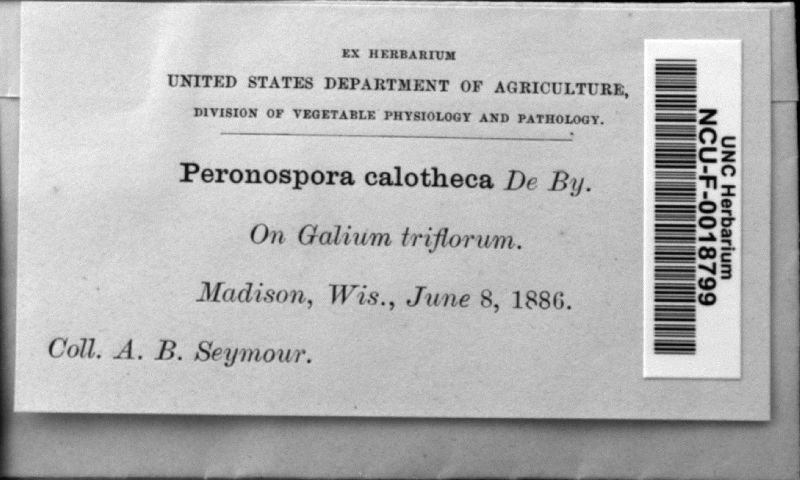 EX HERBARIUM
UNITED STATES DEPARTMENT OF AGRICULTURE,
DIVISION OF VEGETABLE PHYSIOLOGY AND PATHOLOGY.
Peronospora calotheca De By.
On Galium triflorum.
Madison, Wis., June 8, 1886.
Coll. A. B. Seymour.
UNC Herbarium
NCU-F-0018799